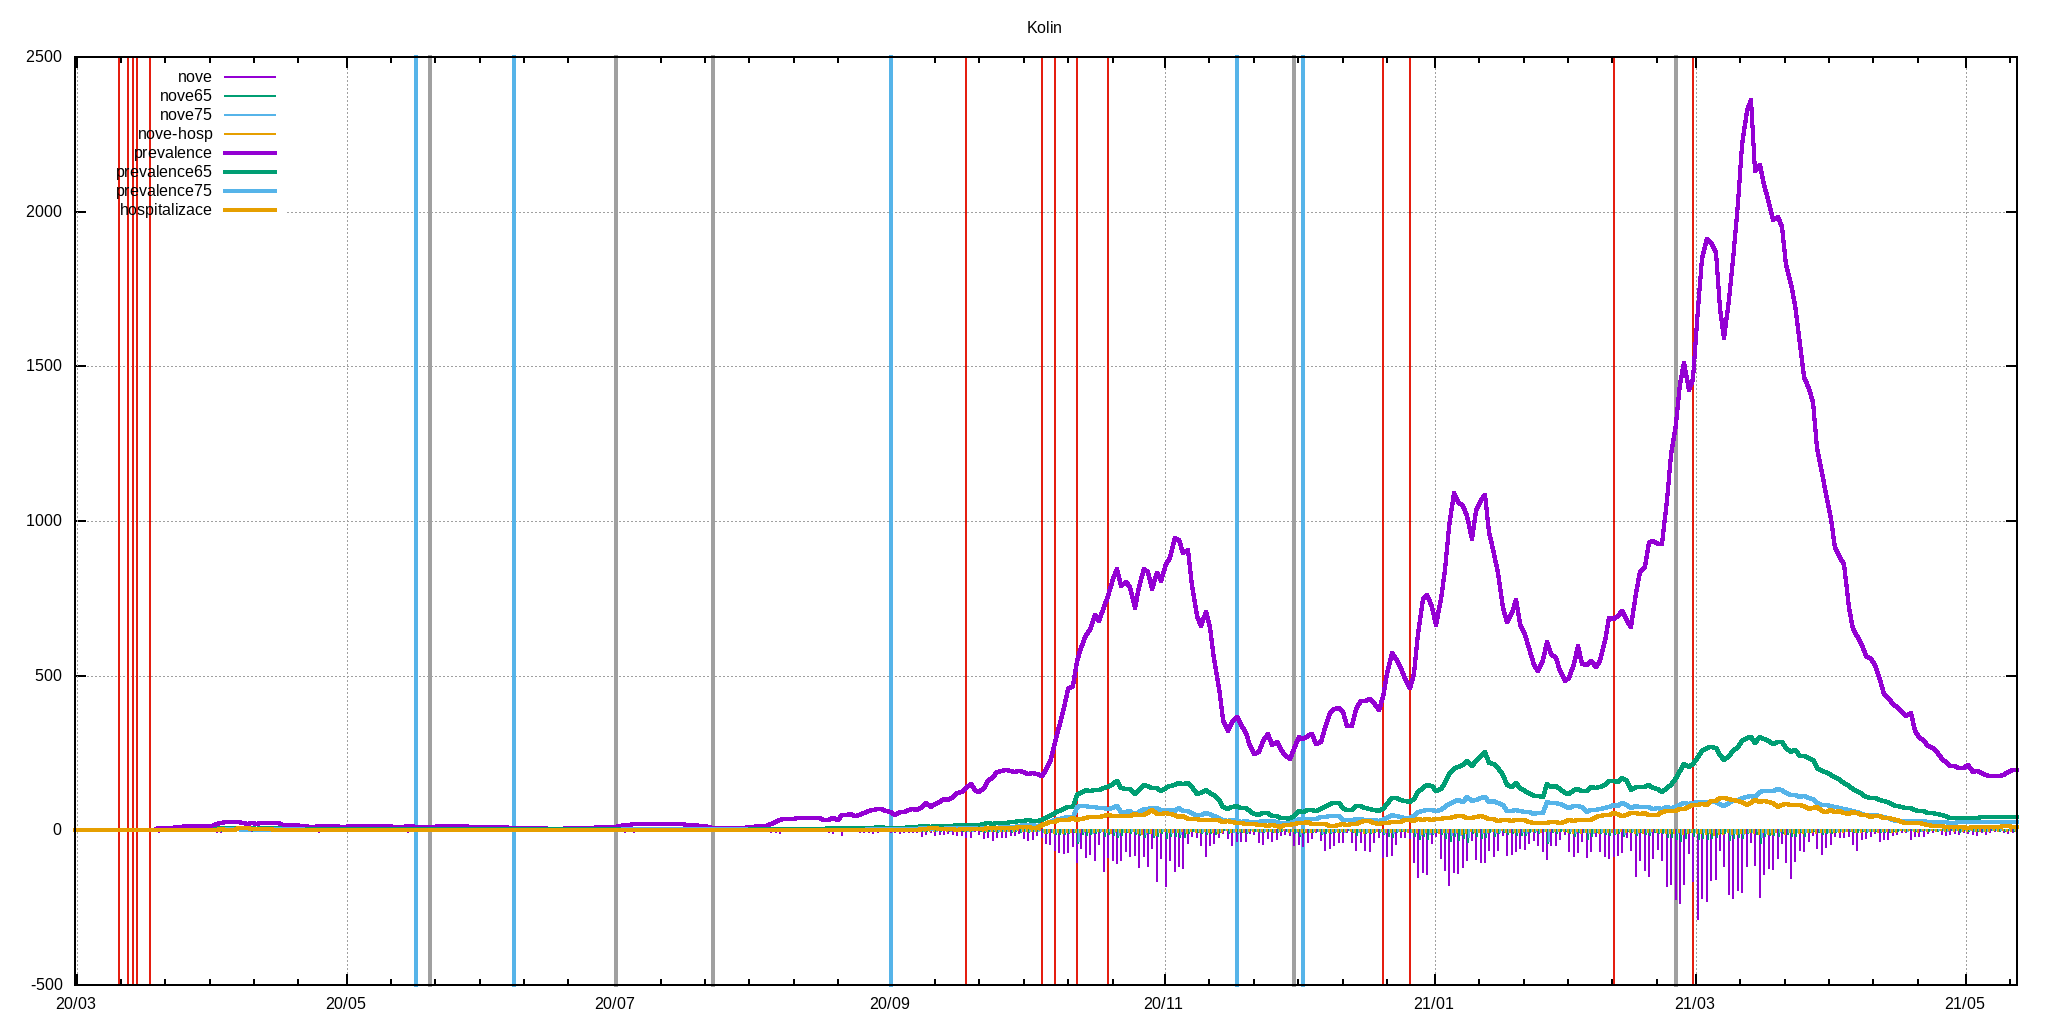 Kolin
2500
nove
nove65
nove75
nove-hosp
prevalence
prevalence65
prevalence75
hospitalizace
2000
1500
1000
500
0
-500
20/03 20/05 20/07 20/09 20/11 21/01 21/03 21/05